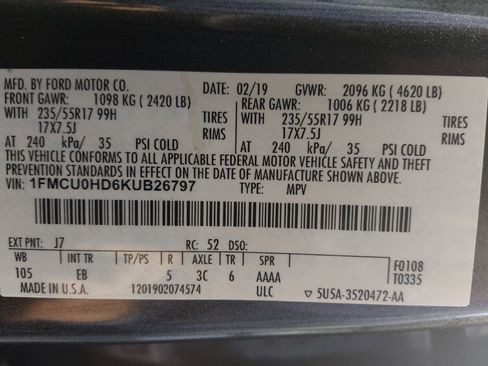 MFD. BY FORD MOTOR CO. DATE: 02/19 GVWR: 2096 KG ( 4620 LB)
FRONT GAWR: 1098 KG ( 2420 LB) REAR GAWR: 1006 KG ( 2218 LB)
WITH 235/55R17 99H TIRES WITH 235/55R17 99H TIRES
17X7.5J RIMS 17X7.5J RIMS
AT 240 kPa/ 35 PSI COLD AT 240 kPa/ 35 PSI COLD
THIS VEHICLE CONFORMS TO ALL APPLICABLE FEDERAL MOTOR VEHICLE SAFETY AND THEFT
PREVENTION STANDARDS IN EFFECT ON THE DATE OF MANUFACTURE SHOWN ABOVE.
VIN: 1FMCU0HD6KUB26797 TYPE: MPV
EXT PNT: J7 RC: 52 DSO:
WB INT TR TP/PS R AXLE TR SPR F0108
105 EB 5 3C 6 AAAA T0335
MADE IN U.S.A. 1201902074574 ULC ▽ 5U5A-3520472-AA